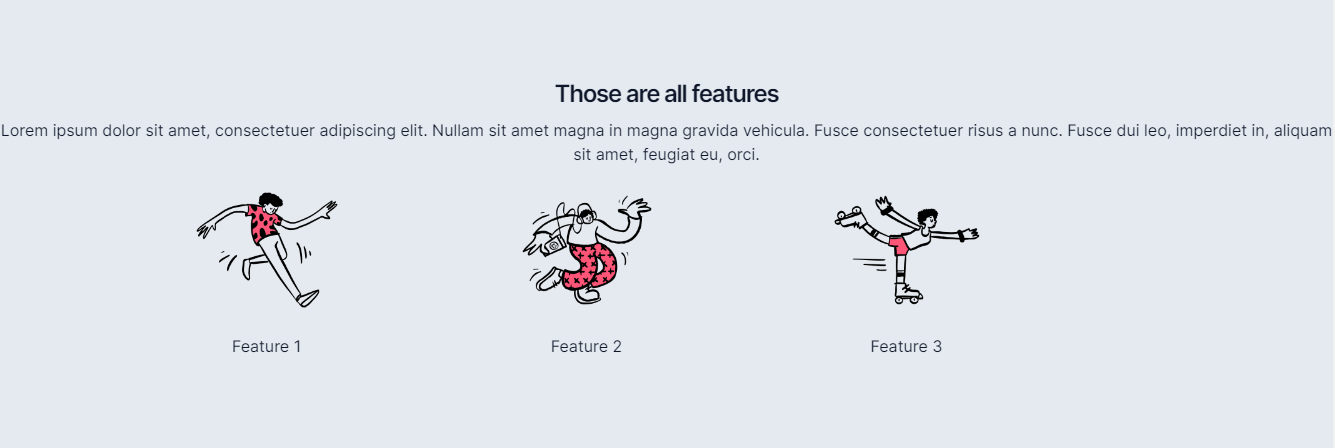 Those are all features
Lorem ipsum dolor sit amet, consectetuer adipiscing elit. Nullam sit amet magna in magna gravida vehicula. Fusce consectetuer risus a nunc. Fusce dui leo, imperdiet in, aliquam
sit amet, feugiat eu, orci.
Feature 1
Feature 2
Feature 3